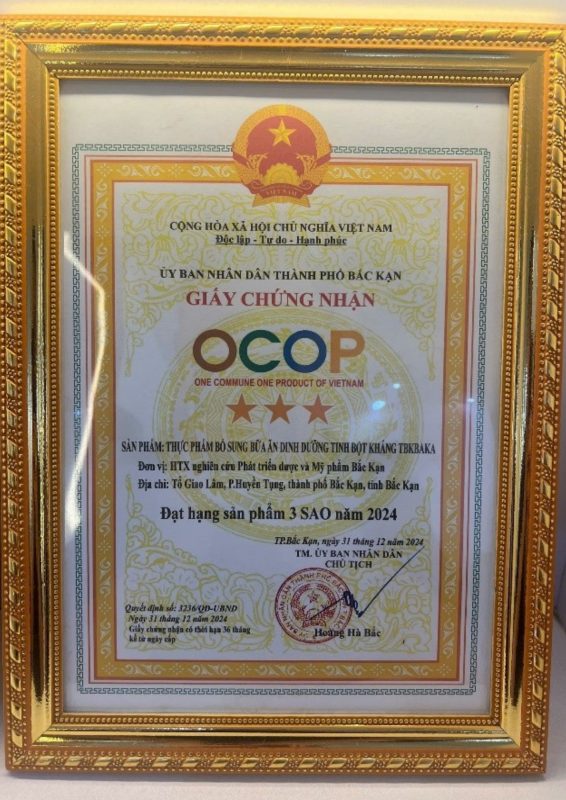 VIỆT NAM
CỘNG HÒA XÃ HỘI CHỦ NGHĨA VIỆT NAM
Độc lập - Tự do - Hạnh phúc
ỦY BAN NHÂN DÂN THÀNH PHỐ BẮC KẠN
GIẤY CHỨNG NHẬN
OCOP
ONE COMMUNE ONE PRODUCT OF VIETNAM
SẢN PHẨM: THỰC PHẨM BỔ SUNG BỮA ĂN DINH DƯỠNG TINH BỘT KHÁNG TBKBAKA
Đơn vị: HTX nghiên cứu Phát triển dược và Mỹ phẩm Bắc Kạn
Địa chỉ: Tổ Giao Lâm, P.Huyền Tụng, thành phố Bắc Kạn, tỉnh Bắc Kạn
Đạt hạng sản phẩm 3 SAO năm 2024
TP.Bắc Kạn, ngày 31 tháng 12 năm 2024
TM. ỦY BAN NHÂN DÂN
CHỦ TỊCH
Quyết định số: 3236/QĐ-UBND
Ngày 31 tháng 12 năm 2024
Giấy chứng nhận có thời hạn 36 tháng
kể từ ngày cấp
Hoàng Hà Bắc